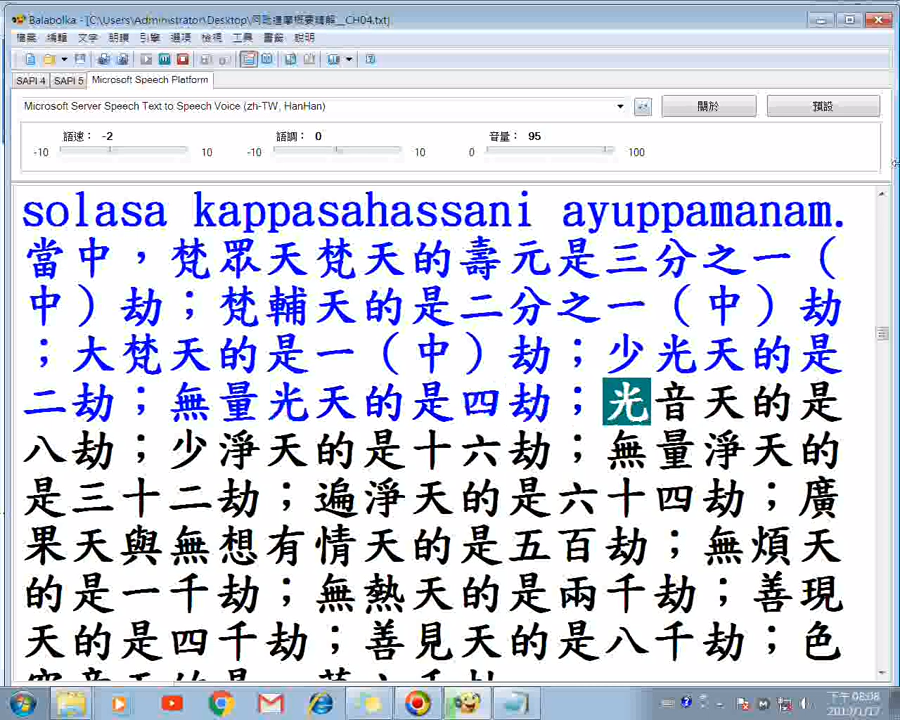 Balabolka - [C:\Users\Administrator\Desktop\阿毗達摩概要精解__CH04.txt]
檔案 編輯 文字 朗讀 引擎 選項 檢視 工具 書籤 說明
SAPI 4 SAPI 5 Microsoft Speech Platform
Microsoft Server Speech Text to Speech Voice (zh-TW, HanHan) 關於 預設
語速： -2 語調： 0 音量： 95
-10 10 -10 10 0 100
solasa kappasahassani ayuppamanam.
當中，梵眾天梵天的壽元是三分之一（
中）劫；梵輔天的是二分之一（中）劫
；大梵天的是一（中）劫；少光天的是
二劫；無量光天的是四劫；光音天的是
八劫；少淨天的是十六劫；無量淨天的
是三十二劫；遍淨天的是六十四劫；廣
果天與無想有情天的是五百劫；無煩天
的是一千劫；無熱天的是兩千劫；善現
天的是四千劫；善見天的是八千劫；色
下午 08:08